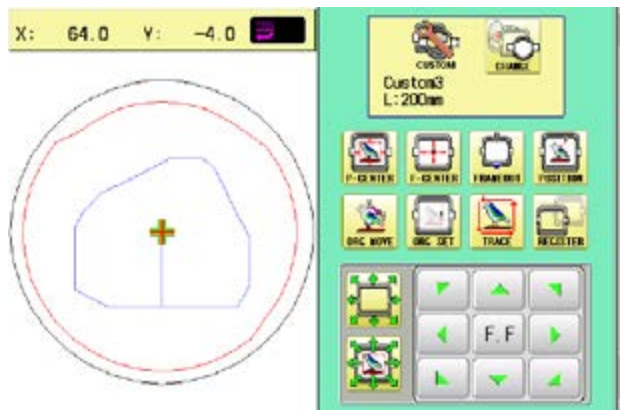 X: 64.0 Y: -4.0
CUSTOM CHANGE
Custom3
L:200mm
P-CENTER F-CENTER FRAMEOUT POSITION
ORG MOVE ORG SET TRACE REGISTER
F.F